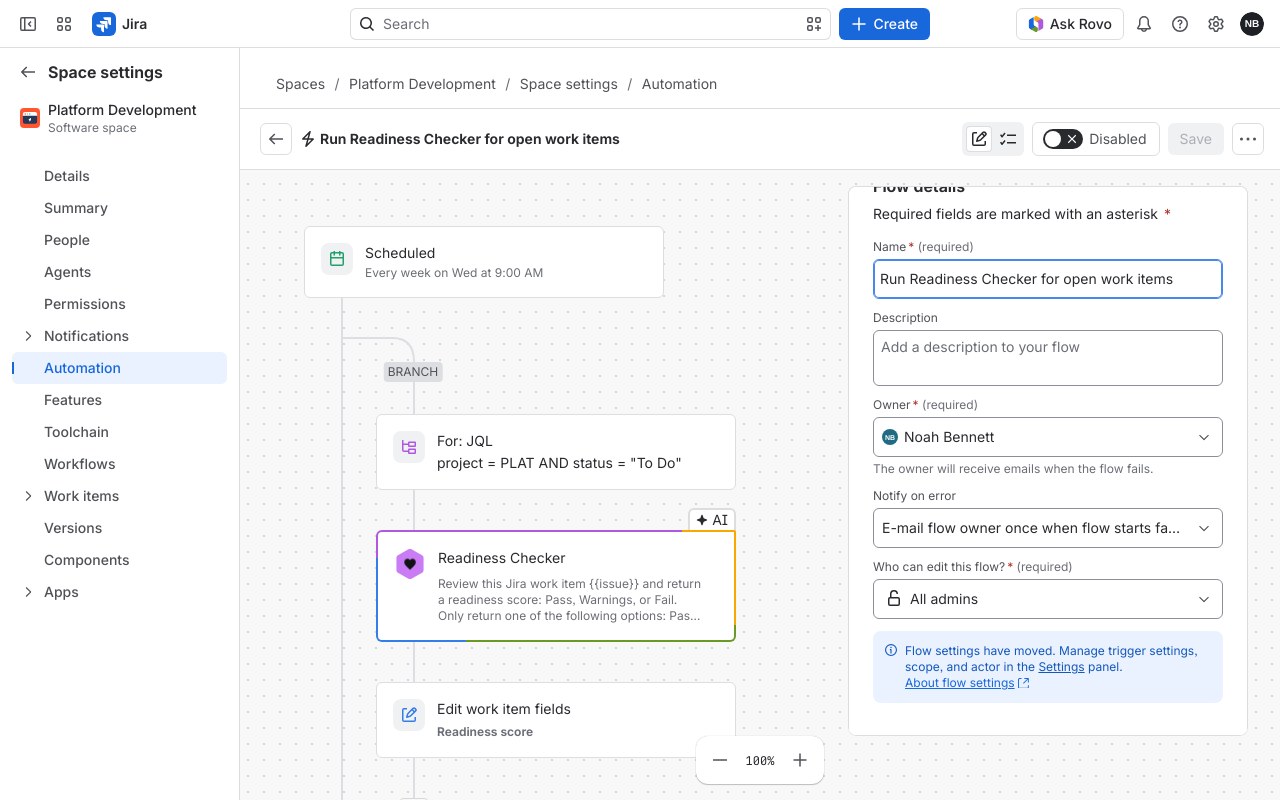 Jira
Search
Create
Ask Rovo
NB
Space settings
Platform Development
Software space
Details
Summary
People
Agents
Permissions
Notifications
Automation
Features
Toolchain
Workflows
Work items
Versions
Components
Apps
Spaces / Platform Development / Space settings / Automation
Run Readiness Checker for open work items
Disabled
Save
Scheduled
Every week on Wed at 9:00 AM
BRANCH
For: JQL
project = PLAT AND status = "To Do"
AI
Readiness Checker
Review this Jira work item {{issue}} and return
a readiness score: Pass, Warnings, or Fail.
Only return one of the following options: Pas...
Edit work item fields
Readiness score
100%
Flow details
Required fields are marked with an asterisk *
Name * (required)
Run Readiness Checker for open work items
Description
Add a description to your flow
Owner * (required)
NB Noah Bennett
The owner will receive emails when the flow fails.
Notify on error
E-mail flow owner once when flow starts fa...
Who can edit this flow? * (required)
All admins
Flow settings have moved. Manage trigger settings,
scope, and actor in the Settings panel.
About flow settings